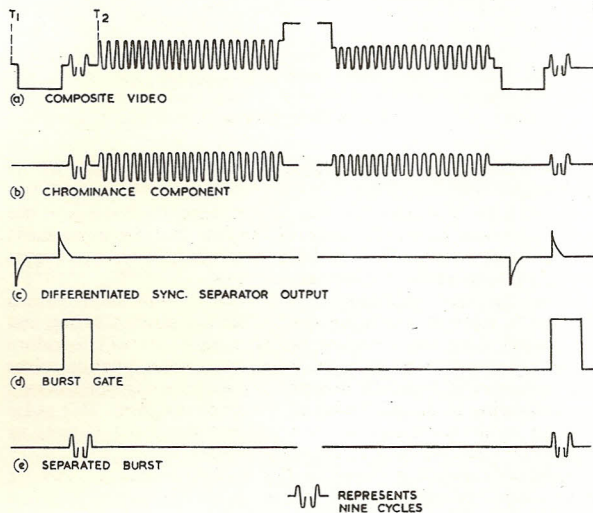 T1 T2
(a) COMPOSITE VIDEO
(b) CHROMINANCE COMPONENT
(c) DIFFERENTIATED SYNC. SEPARATOR OUTPUT
(d) BURST GATE
(e) SEPARATED BURST
REPRESENTS
NINE CYCLES